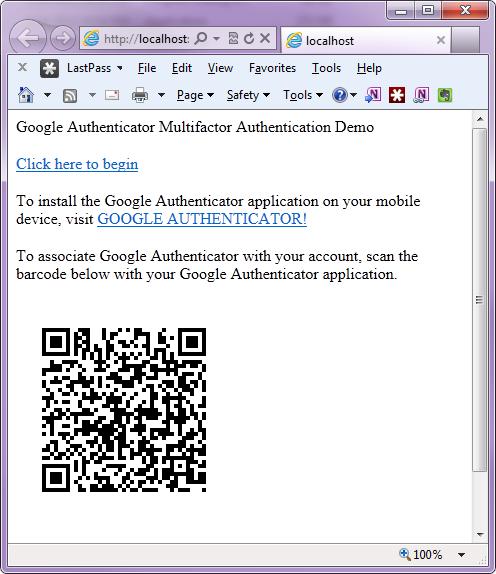 http://localhost:
localhost
LastPass
File
Edit
View
Favorites
Tools
Help
Page
Safety
Tools
Google Authenticator Multifactor Authentication Demo
Click here to begin
To install the Google Authenticator application on your mobile
device, visit GOOGLE AUTHENTICATOR!
To associate Google Authenticator with your account, scan the
barcode below with your Google Authenticator application.
100%